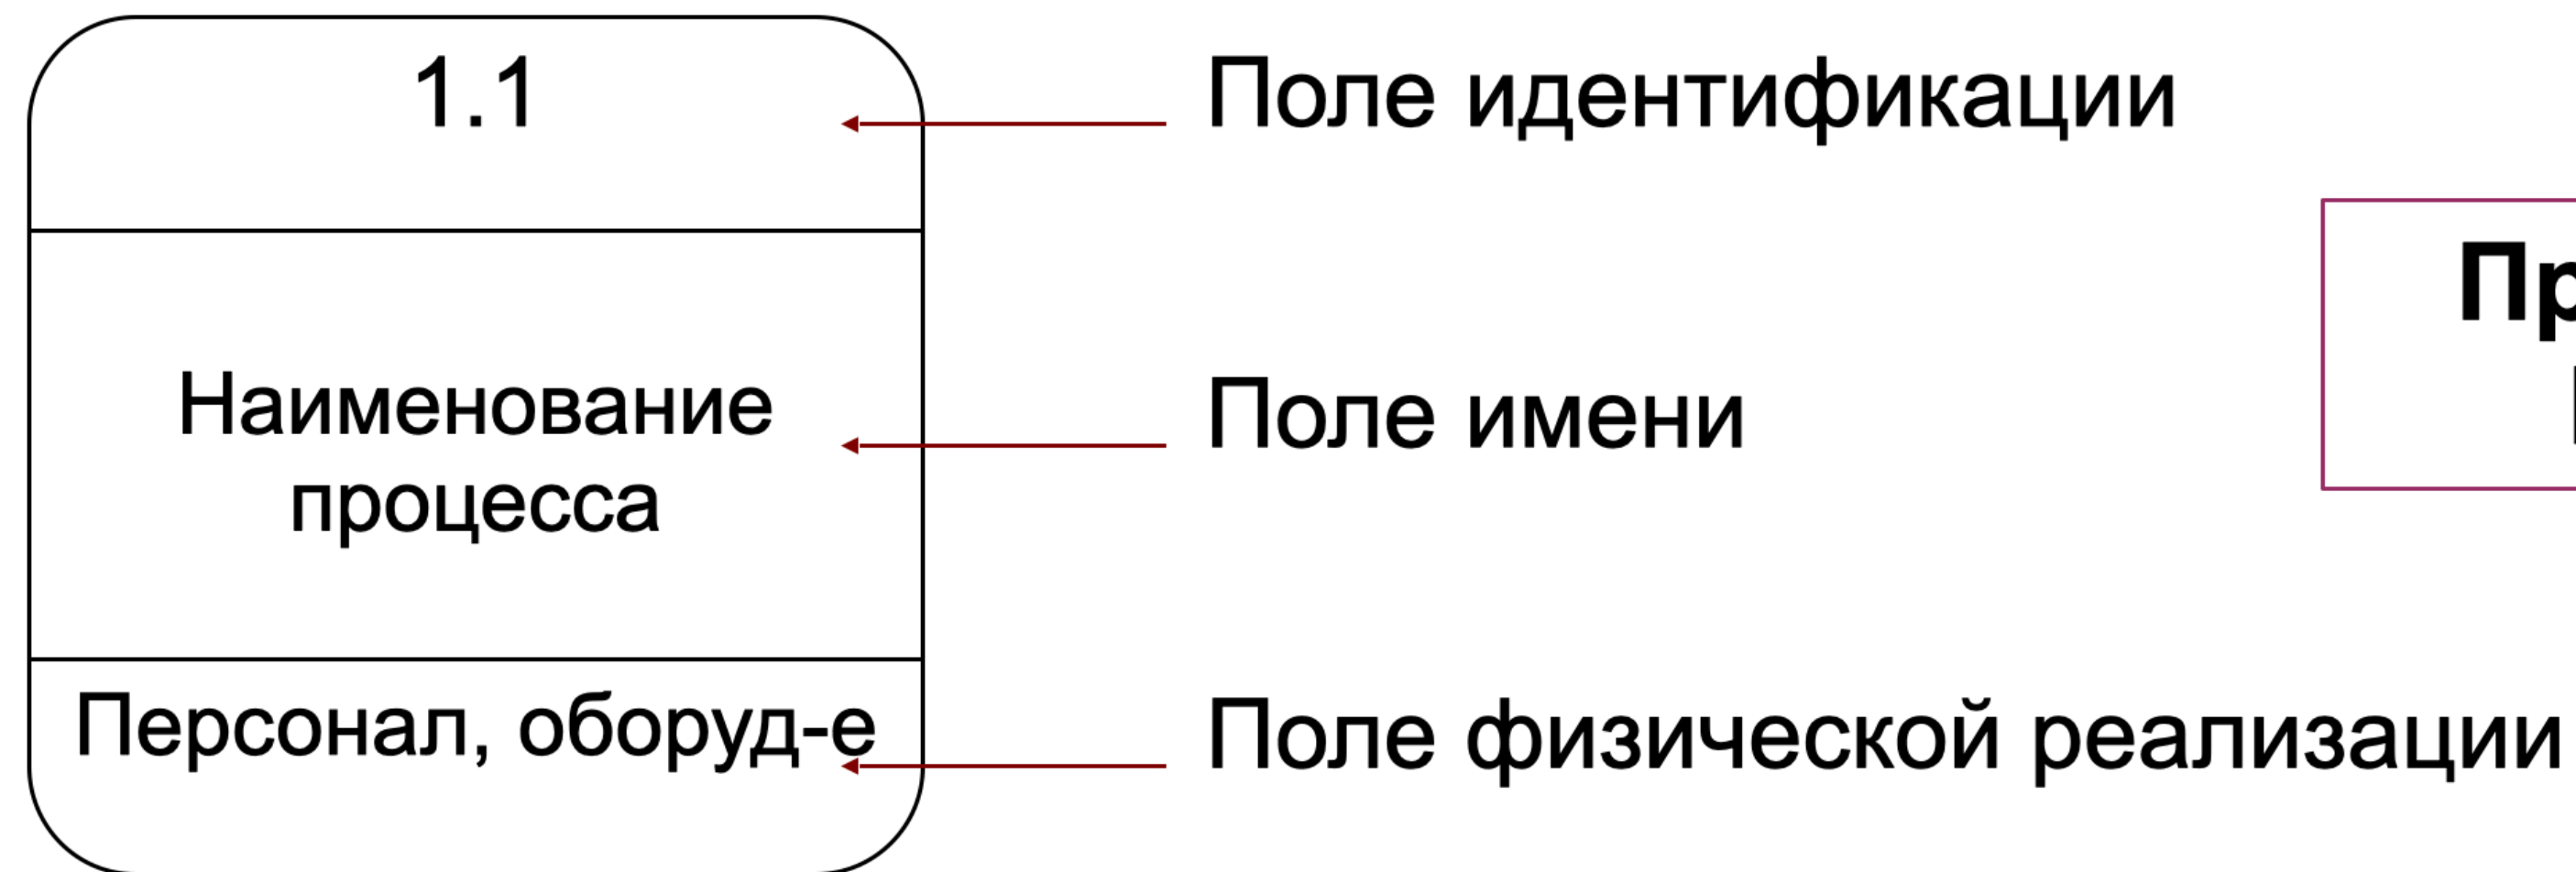 1.1
Поле идентификации
Наименование
процесса
Поле имени
Персонал, оборуд-е
Поле физической реализации